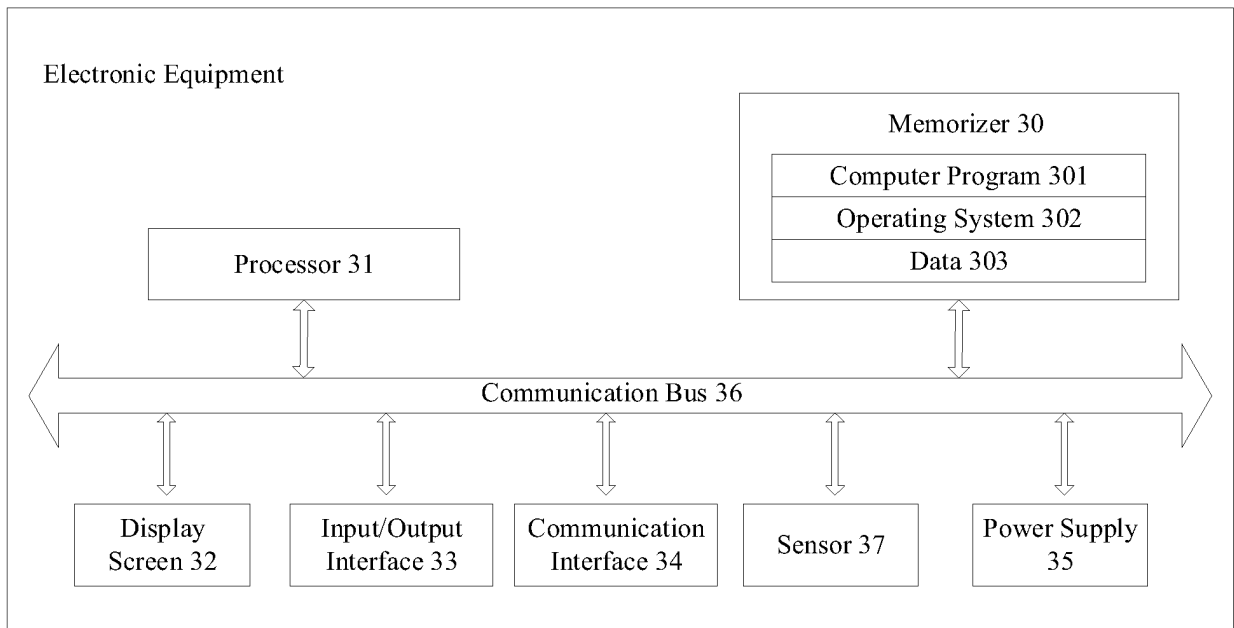 Electronic Equipment
Memorizer 30
Computer Program 301
Operating System 302
Data 303
Processor 31
Communication Bus 36
Display
Screen 32
Input/Output
Interface 33
Communication
Interface 34
Sensor 37
Power Supply
35